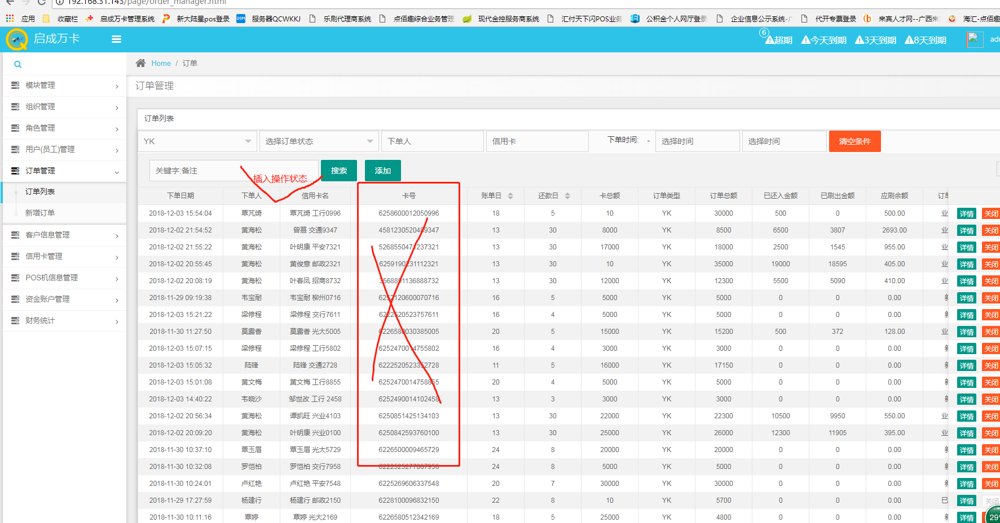 192.168.31.143/page/order_manager.html
应用 收藏栏 启成万卡管理系统 新大陆星pos登录 服务器QCWKKJ 乐刷代理商系统 点佰趣综合业务管理 现代金控服务商系统 汇付天下闪POS业务 公积金个人网厅登录 企业信息公示系统-广 代开专票登录 来宾人才网--广西来 海汇-点佰趣
启成万卡 6 超期 今天到期 3天到期 8天到期
Home / 订单
模块管理
订单管理
组织管理
订单列表
角色管理
YK 选择订单状态 下单人 信用卡 下单时间: - 选择时间 选择时间 清空条件
用户(员工)管理
订单管理
关键字:备注 搜索 添加
插入操作状态
订单列表
新增订单
客户信息管理
信用卡管理
POS机信息管理
资金账户管理
财务统计
下单日期 下单人 信用卡名 卡号 账单日 还款日 卡总额 订单类型 订单总额 已还入金额 已刷出金额 应刷余额 订单
2018-12-03 15:54:04 覃芃绮 覃芃绮 工行0996 6258600012050996 18 5 10 YK 30000 500 0 500.00 业 详情 关闭
2018-12-02 21:54:52 黄海松 曾慕 交通9347 4581230520489347 13 30 8000 YK 8500 6500 3807 2693.00 业 详情 关闭
2018-12-02 21:55:22 黄海松 叶明康 平安7321 5268550471237321 13 30 17000 YK 18000 2500 1545 955.00 业 详情 关闭
2018-12-02 20:55:45 黄海松 黄俊意 邮政2321 6259190231112321 13 30 10 YK 35000 19000 18595 405.00 业 详情 关闭
2018-12-02 20:08:19 黄海松 叶春凤 招商8732 3568891136888732 13 30 12000 YK 12300 5500 5090 410.00 业 详情 关闭
2018-11-29 09:19:38 韦宝耐 韦宝耐 柳州0716 6252120600070716 16 5 5000 YK 5000 0 0 0.00 详情 关闭
2018-12-03 15:21:22 梁修程 梁修程 交行7611 6222520523757611 16 4 5000 YK 5000 0 0 0.00 详情 关闭
2018-11-30 11:27:50 莫露香 莫露香 光大5005 6226580030385005 20 5 15000 YK 15200 500 372 128.00 业 详情 关闭
2018-12-03 15:07:15 梁修程 梁修程 工行5802 6252470014755802 16 4 3000 YK 3000 0 0 0.00 详情 关闭
2018-12-03 15:05:32 陆锋 陆锋 交通2728 6222520523352728 11 5 16000 YK 17150 0 0 0.00 详情 关闭
2018-12-03 15:01:08 黄文梅 黄文梅 工行8855 6252470014758855 20 4 5000 YK 5000 0 0 0.00 详情 关闭
2018-12-03 14:40:22 韦晓沙 邹世改 工行 2458 6252490014102458 13 3 3000 YK 3000 0 0 0.00 详情 关闭
2018-12-02 20:56:34 黄海松 谭凯旺 兴业4103 6250851425134103 13 30 22000 YK 22300 10500 9950 550.00 业 详情 关闭
2018-12-02 20:09:20 黄海松 叶明康 兴业0100 6250842593760100 13 30 25000 YK 26000 12300 11905 395.00 业 详情 关闭
2018-11-30 10:37:10 覃玉眉 覃玉眉 光大5729 6226500009465729 24 8 20000 YK 20000 0 0 0.00 详情 关闭
2018-11-30 10:32:08 罗恺柏 罗恺柏 交行7958 24 8 5000 YK 5000 0 0 0.00 详情 关闭
2018-11-30 10:24:01 卢红艳 卢红艳 平安7548 6225269606337548 20 7 30000 YK 30000 0 0 0.00 详情 关闭
2018-11-29 17:27:59 杨建行 杨建行 邮政2150 6228100096832150 22 8 10 YK 5700 0 0 0.00 已 详情 关闭
2018-11-30 10:11:16 覃婷 覃婷 光大2169 6226580512342169 18 5 25000 YK 4800 0 0 0.00 详情 29